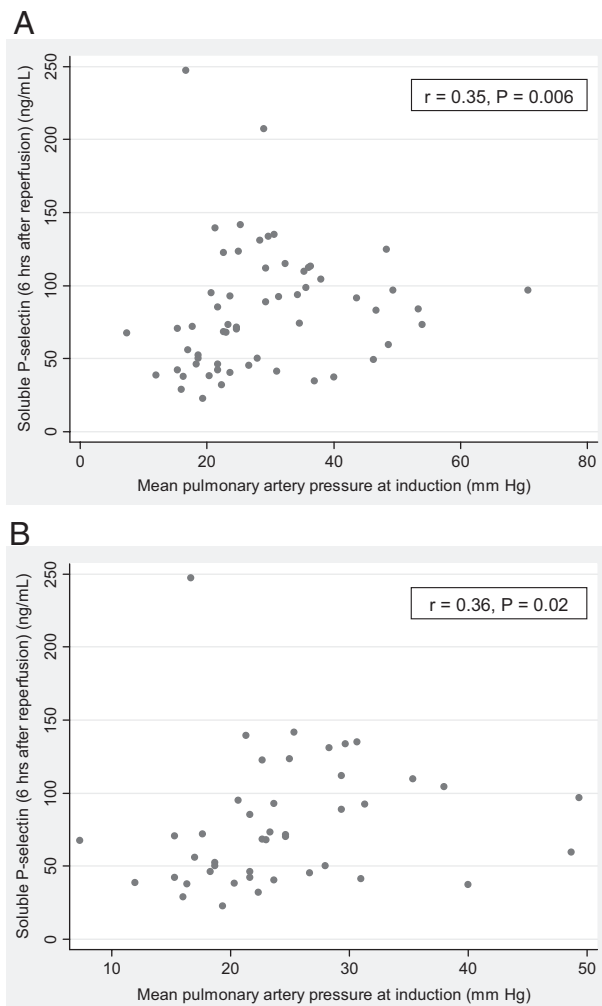 A
r = 0.35, P = 0.006
Soluble P-selectin (6 hrs after reperfusion) (ng/mL)
250
200
150
100
50
0
0 20 40 60 80
Mean pulmonary artery pressure at induction (mm Hg)
B
r = 0.36, P = 0.02
Soluble P-selectin (6 hrs after reperfusion) (ng/mL)
250
200
150
100
50
0
10 20 30 40 50
Mean pulmonary artery pressure at induction (mm Hg)